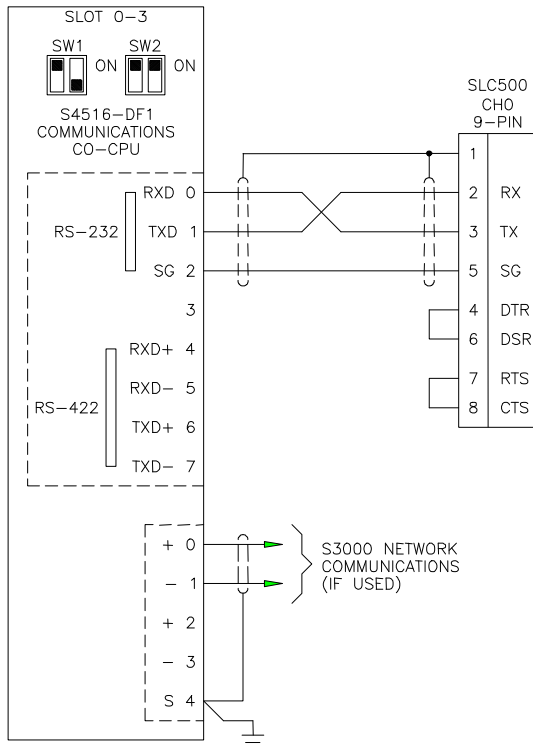 SLOT 0-3
SW1 SW2
ON ON
S4516-DF1
COMMUNICATIONS
CO-CPU
RS-232
RXD 0
TXD 1
SG 2
3
RS-422
RXD+ 4
RXD- 5
TXD+ 6
TXD- 7
+ 0
- 1
+ 2
- 3
S 4
S3000 NETWORK
COMMUNICATIONS
(IF USED)
SLC500
CH0
9-PIN
1
2 RX
3 TX
5 SG
4 DTR
6 DSR
7 RTS
8 CTS